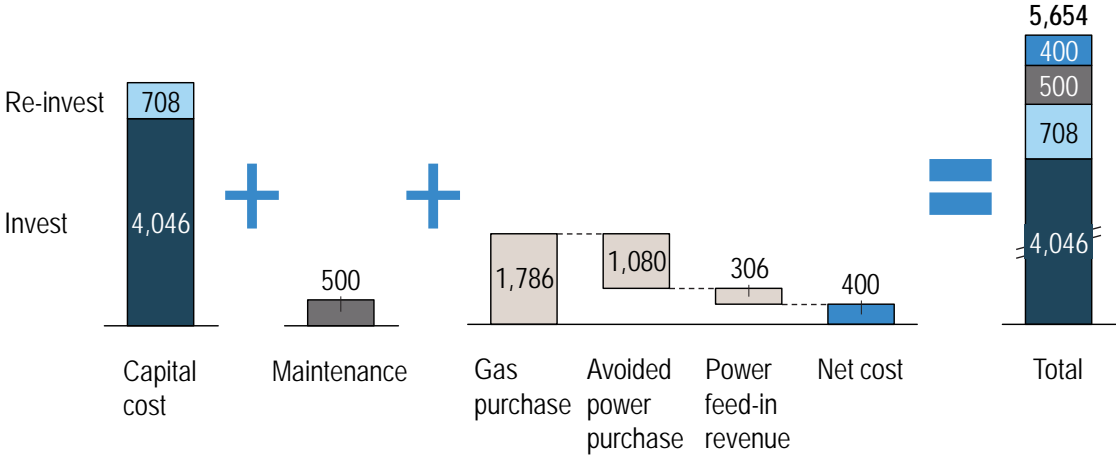 5,654
400
500
708
4,046
Re-invest
708
Invest
4,046
+
500
+
1,786
1,080
306
400
=
Capital
cost
Maintenance
Gas
purchase
Avoided
power
purchase
Power
feed-in
revenue
Net cost
Total